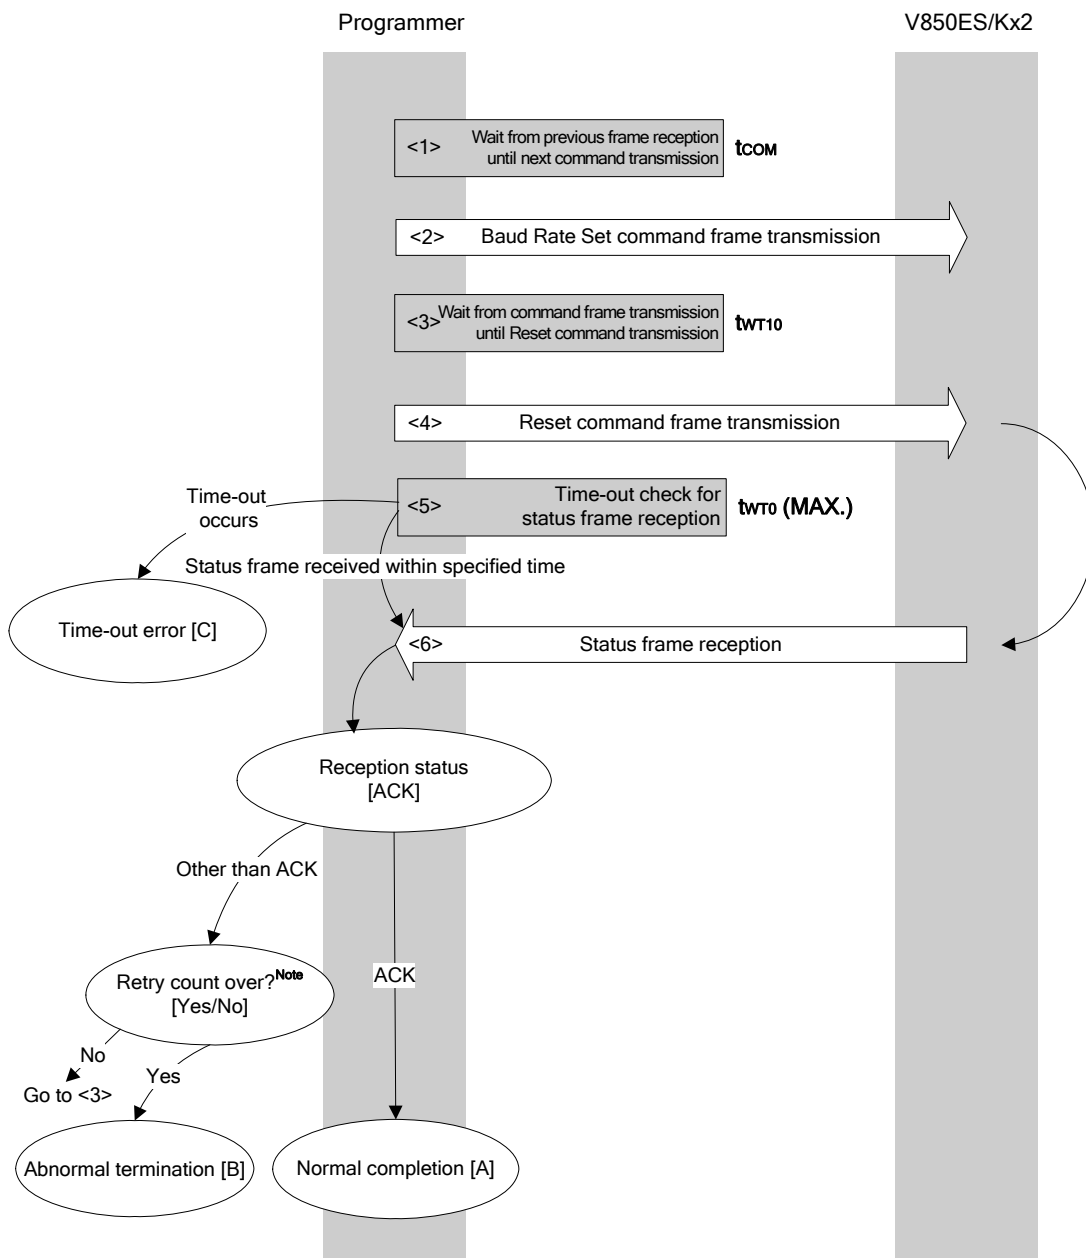 Programmer
V850ES/Kx2
<1>
Wait from previous frame reception
until next command transmission
tCOM
<2>
Baud Rate Set command frame transmission
<3>
Wait from command frame transmission
until Reset command transmission
tWT10
<4>
Reset command frame transmission
<5>
Time-out check for
status frame reception
tWT0 (MAX.)
Time-out
occurs
Status frame received within specified time
Time-out error [C]
<6>
Status frame reception
Reception status
[ACK]
Other than ACK
ACK
Retry count over?Note
[Yes/No]
No
Yes
Go to <3>
Abnormal termination [B]
Normal completion [A]